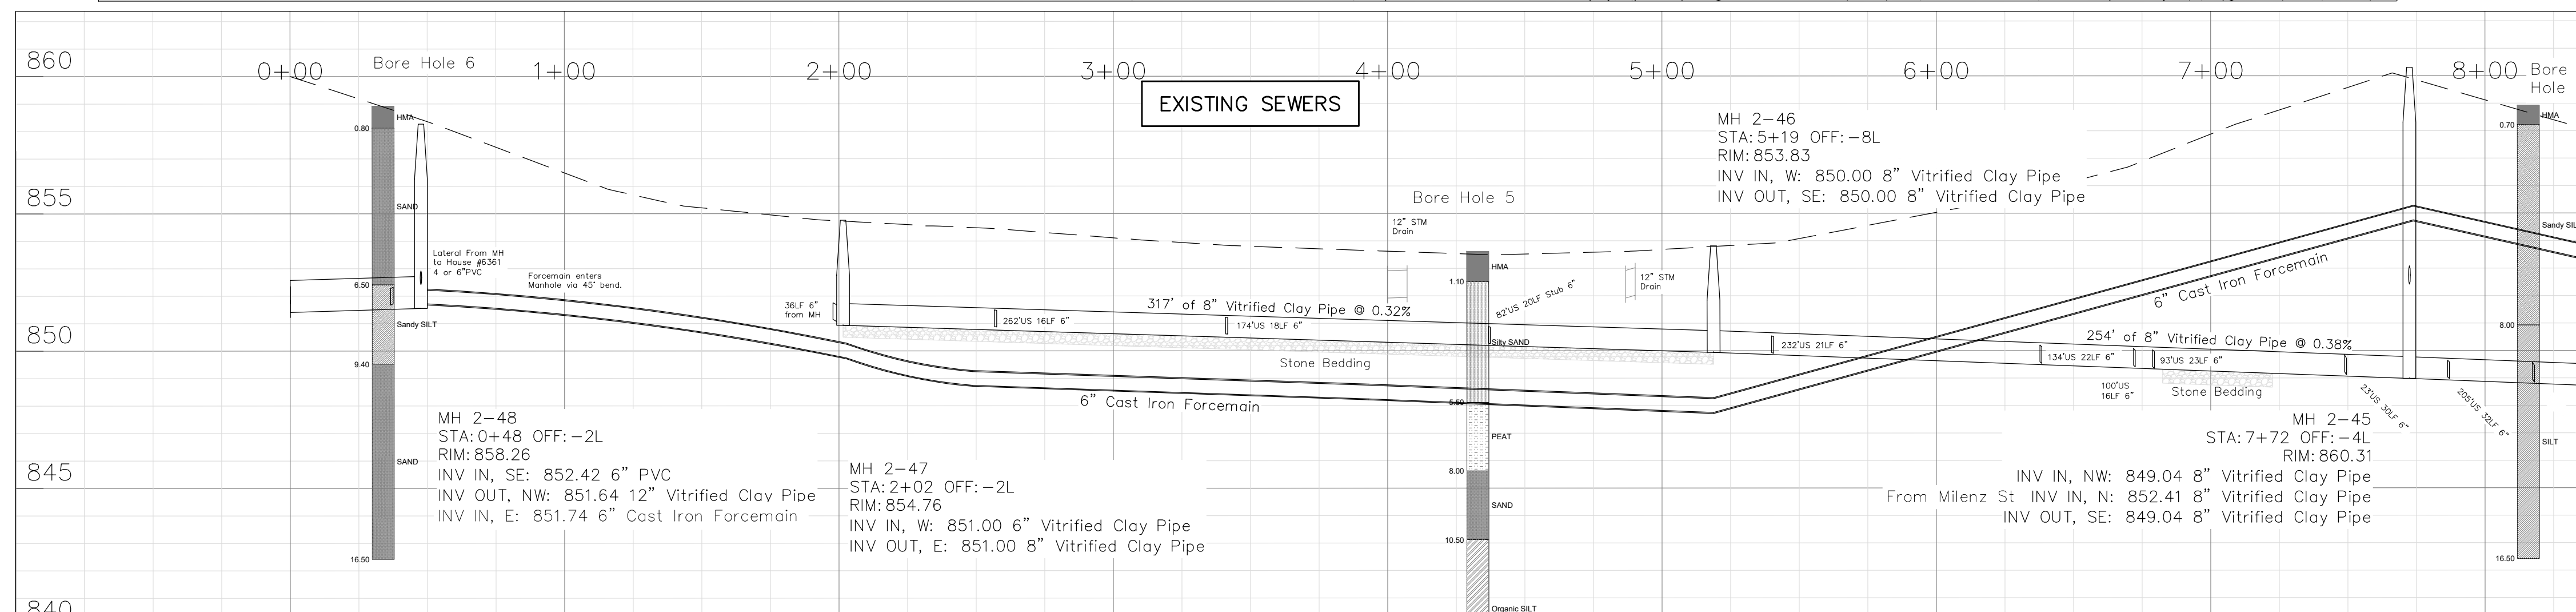 860
855
850
845
840
0+00
1+00
2+00
3+00
4+00
5+00
6+00
7+00
8+00
Bore Hole 6
EXISTING SEWERS
Bore
Hole
HMA
0.80
SAND
6.50
Sandy SILT
9.40
SAND
16.50
Lateral From MH
to House #6361
4 or 6"PVC
Forcemain enters
Manhole via 45° bend.
MH 2-48
STA:0+48 OFF:-2L
RIM:858.26
INV IN, SE: 852.42 6" PVC
INV OUT, NW: 851.64 12" Vitrified Clay Pipe
INV IN, E: 851.74 6" Cast Iron Forcemain
36LF 6"
from MH
262'US 16LF 6"
174'US 18LF 6"
317' of 8" Vitrified Clay Pipe @ 0.32%
Stone Bedding
6" Cast Iron Forcemain
MH 2-47
STA:2+02 OFF:-2L
RIM:854.76
INV IN, W: 851.00 6" Vitrified Clay Pipe
INV OUT, E: 851.00 8" Vitrified Clay Pipe
12" STM
Drain
Bore Hole 5
HMA
1.10
82'US 20LF Stub 6"
Silty SAND
5.50
PEAT
8.00
SAND
10.50
Organic SILT
12" STM
Drain
MH 2-46
STA:5+19 OFF:-8L
RIM:853.83
INV IN, W: 850.00 8" Vitrified Clay Pipe
INV OUT, SE: 850.00 8" Vitrified Clay Pipe
232'US 21LF 6"
6" Cast Iron Forcemain
254' of 8" Vitrified Clay Pipe @ 0.38%
134'US 22LF 6"
93'US 23LF 6"
100'US
16LF 6"
Stone Bedding
23'US 30LF 6"
205'US 32LF 6"
MH 2-45
STA:7+72 OFF:-4L
RIM:860.31
INV IN, NW: 849.04 8" Vitrified Clay Pipe
From Milenz St INV IN, N: 852.41 8" Vitrified Clay Pipe
INV OUT, SE: 849.04 8" Vitrified Clay Pipe
HMA
0.70
Sandy SIL
8.00
SILT
16.50